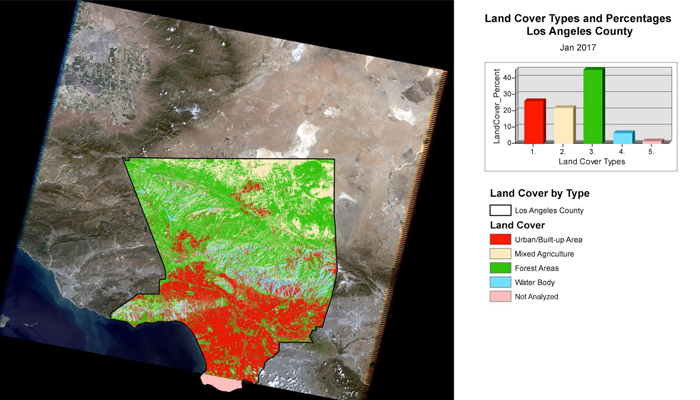 Land Cover Types and Percentages
Los Angeles County
Jan 2017
LandCover_Percent
40
30
20
10
0
1. 2. 3. 4. 5.
Land Cover Types
Land Cover by Type
Los Angeles County
Land Cover
Urban/Built-up Area
Mixed Agriculture
Forest Areas
Water Body
Not Analyzed